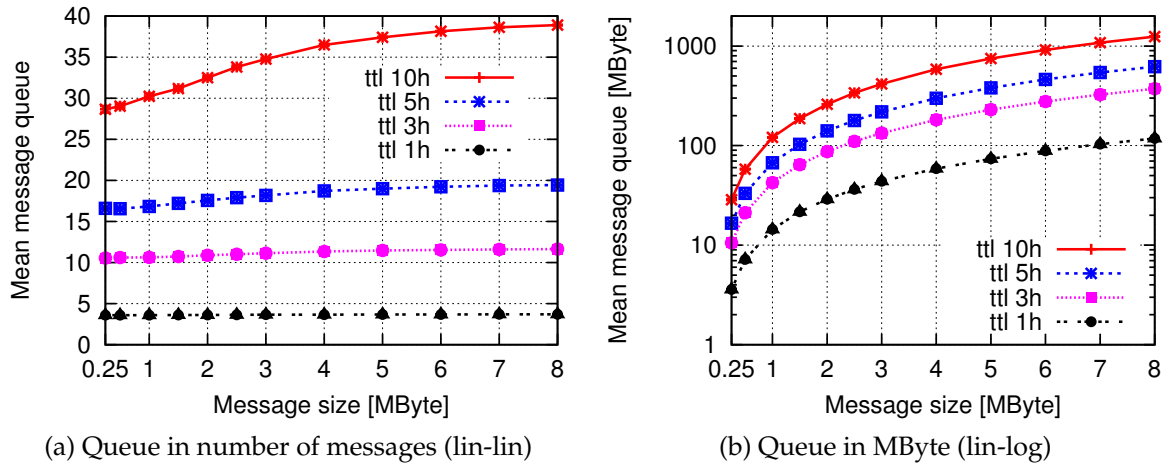 Mean message queue
40
35
30
25
20
15
10
5
0
ttl 10h
ttl 5h
ttl 3h
ttl 1h
0.25 1 2 3 4 5 6 7 8
Message size [MByte]
(a) Queue in number of messages (lin-lin)
Mean message queue [MByte]
1000
100
10
1
ttl 10h
ttl 5h
ttl 3h
ttl 1h
0.25 1 2 3 4 5 6 7 8
Message size [MByte]
(b) Queue in MByte (lin-log)